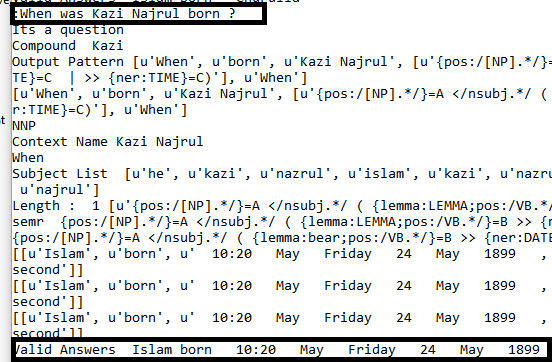 :When was Kazi Najrul born ?
Its a question
Compound  Kazi
Output Pattern [u'When', u'born', u'Kazi Najrul', [u'{pos:/[NP].*/}=
TE}=C  | >> {ner:TIME}=C)'], u'When']
[u'When', u'born', u'Kazi Najrul', [u'{pos:/[NP].*/}=A </nsubj.*/ (
r:TIME}=C)'], u'When']
NNP
Context Name Kazi Najrul
When
Subject List  [u'he', u'kazi', u'nazrul', u'islam', u'kazi', u'nazru
u'najrul']
Length :  1 [u'{pos:/[NP].*/}=A </nsubj.*/ ( {lemma:LEMMA;pos:/VB.*/
semr  {pos:/[NP].*/}=A </nsubj.*/ ( {lemma:LEMMA;pos:/VB.*/}=B >> {n
{pos:/[NP].*/}=A </nsubj.*/ ( {lemma:bear;pos:/VB.*/}=B >> {ner:DATE
[[u'Islam', u'born', u'  10:20   May   Friday   24   May   1899   ,
second']]
[[u'Islam', u'born', u'  10:20   May   Friday   24   May   1899   ,
second']]
[[u'Islam', u'born', u'  10:20   May   Friday   24   May   1899   ,
second']]
Valid Answers  Islam born   10:20   May   Friday   24   May   1899